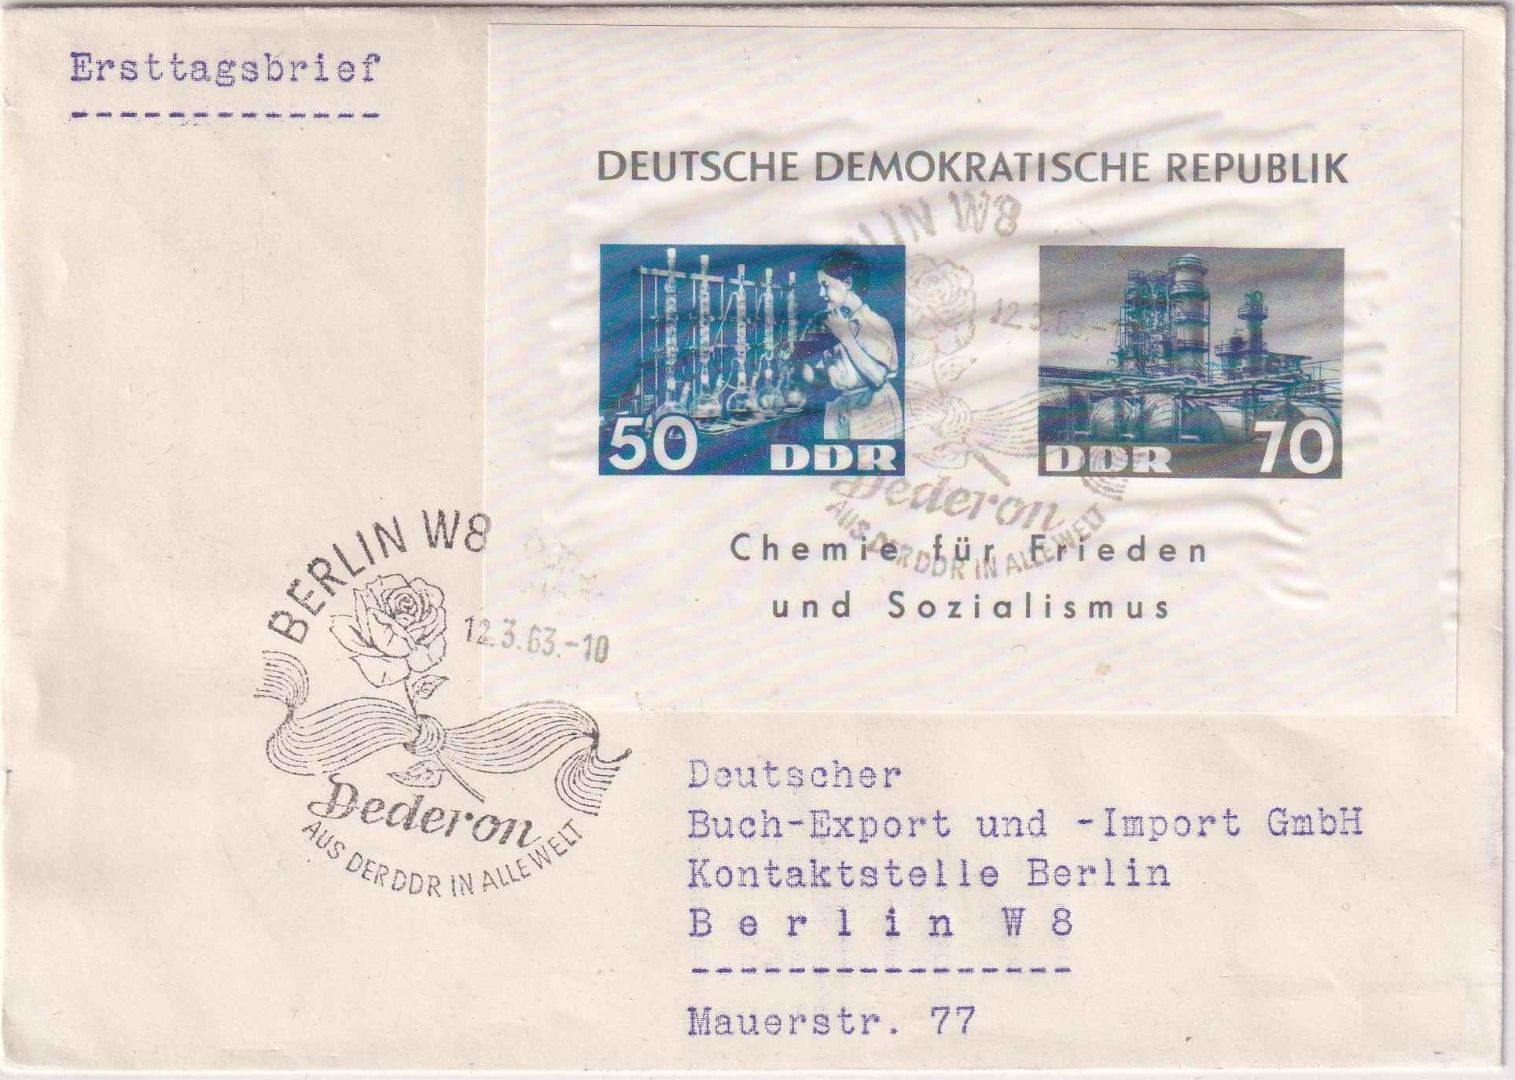 Ersttagsbrief
-------------
DEUTSCHE DEMOKRATISCHE REPUBLIK
BERLIN W8
12.3.63.-
50 DDR
DDR 70
Dederon
AUS DER DDR IN ALLE WELT
Chemie für Frieden
und Sozialismus
BERLIN W8
12.3.63.-10
Dederon
AUS DER DDR IN ALLE WELT
Deutscher
Buch-Export und -Import GmbH
Kontaktstelle Berlin
Berlin W 8
----------------
Mauerstr. 77